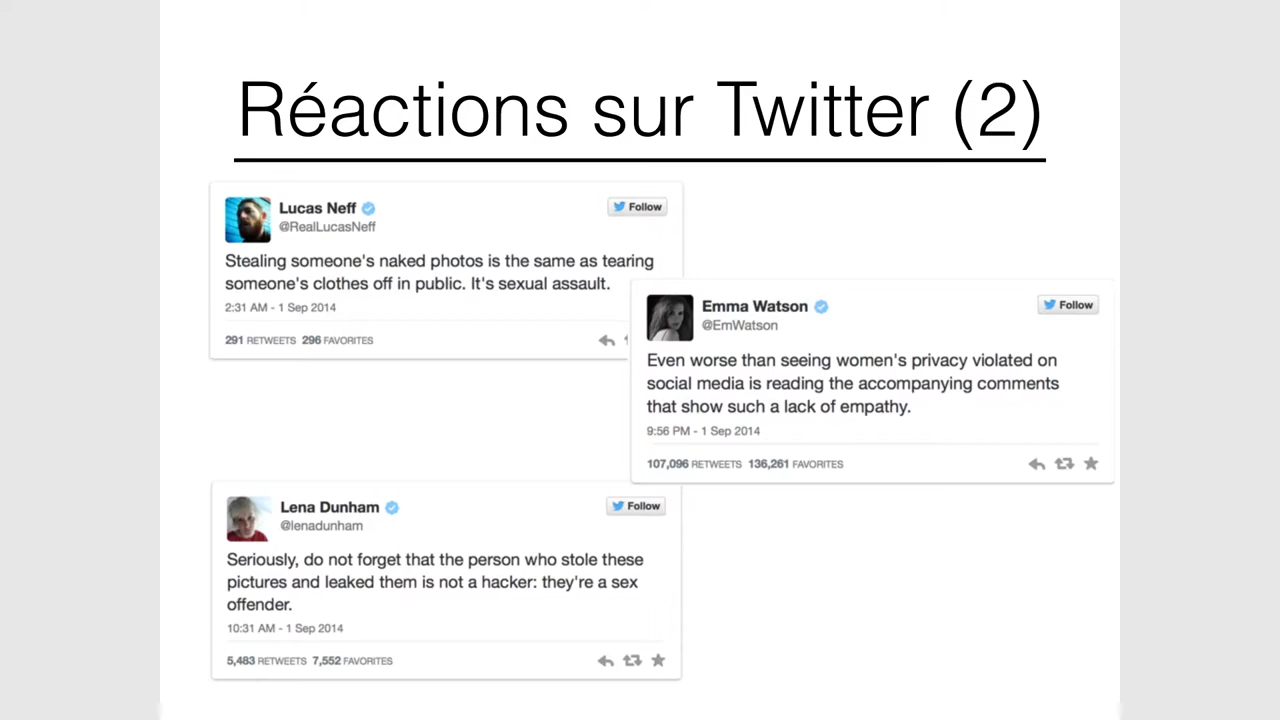 Réactions sur Twitter (2)
Lucas Neff
@RealLucasNeff
Follow
Stealing someone's naked photos is the same as tearing
someone's clothes off in public. It's sexual assault.
2:31 AM - 1 Sep 2014
291 RETWEETS 296 FAVORITES
Emma Watson
@EmWatson
Follow
Even worse than seeing women's privacy violated on
social media is reading the accompanying comments
that show such a lack of empathy.
9:56 PM - 1 Sep 2014
107,096 RETWEETS 136,261 FAVORITES
Lena Dunham
@lenadunham
Follow
Seriously, do not forget that the person who stole these
pictures and leaked them is not a hacker: they're a sex
offender.
10:31 AM - 1 Sep 2014
5,483 RETWEETS 7,552 FAVORITES